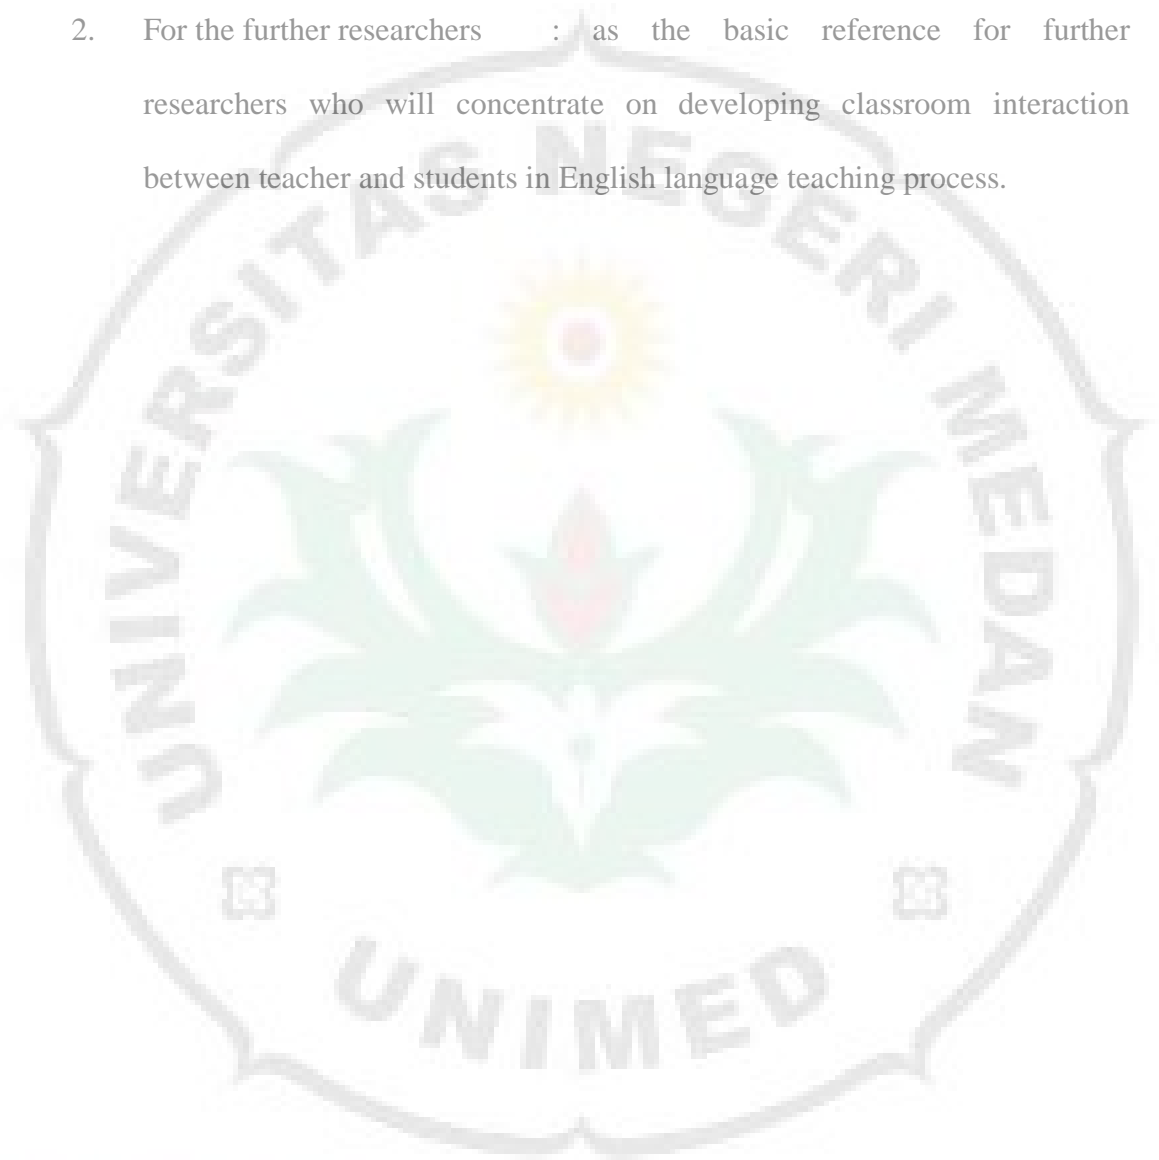 2. For the further researchers : as the basic reference for further
researchers who will concentrate on developing classroom interaction
between teacher and students in English language teaching process.
UNIVERSITAS NEGERI MEDAN
UNIMED